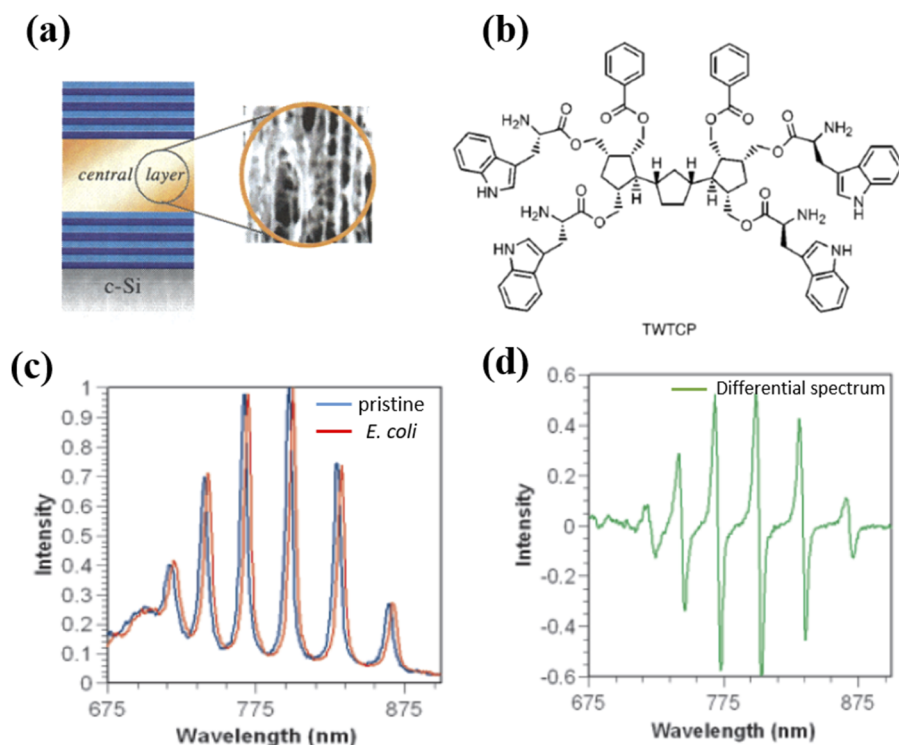 (a)
central layer
c-Si
(b)
H₂N
O
O
O
O
O
O
O
O
NH₂
HN
H
H
H
H
NH
H₂N
O
O
O
O
NH₂
HN
NH
TWTCP
(c)
1
0.9
0.8
0.7
0.6
0.5
0.4
0.3
0.2
0.1
0
675
775
875
Intensity
Wavelength (nm)
pristine
E. coli
(d)
0.6
0.4
0.2
0
-0.2
-0.4
-0.6
675
775
875
Intensity
Wavelength (nm)
Differential spectrum